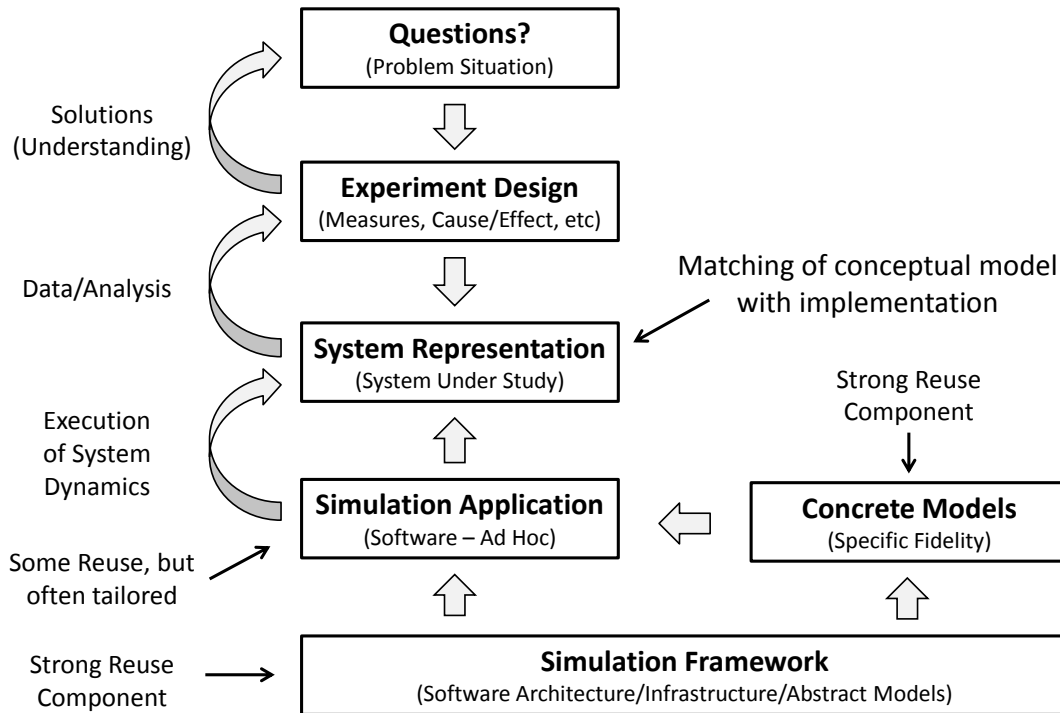 Questions?
(Problem Situation)
Solutions
(Understanding)
Experiment Design
(Measures, Cause/Effect, etc)
Data/Analysis
Matching of conceptual model
with implementation
System Representation
(System Under Study)
Strong Reuse
Component
Execution
of System
Dynamics
Simulation Application
(Software – Ad Hoc)
Concrete Models
(Specific Fidelity)
Some Reuse, but
often tailored
Strong Reuse
Component
Simulation Framework
(Software Architecture/Infrastructure/Abstract Models)